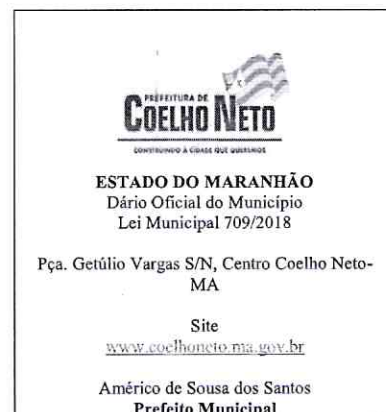 PREFEITURA DE
COELHO NETO
CONSTRUINDO A CIDADE QUE QUEREMOS
ESTADO DO MARANHÃO
Dário Oficial do Município
Lei Municipal 709/2018
Pça. Getúlio Vargas S/N, Centro Coelho Neto-
MA
Site
www.coelhoneto.ma.gov.br
Américo de Sousa dos Santos
Prefeito Municipal